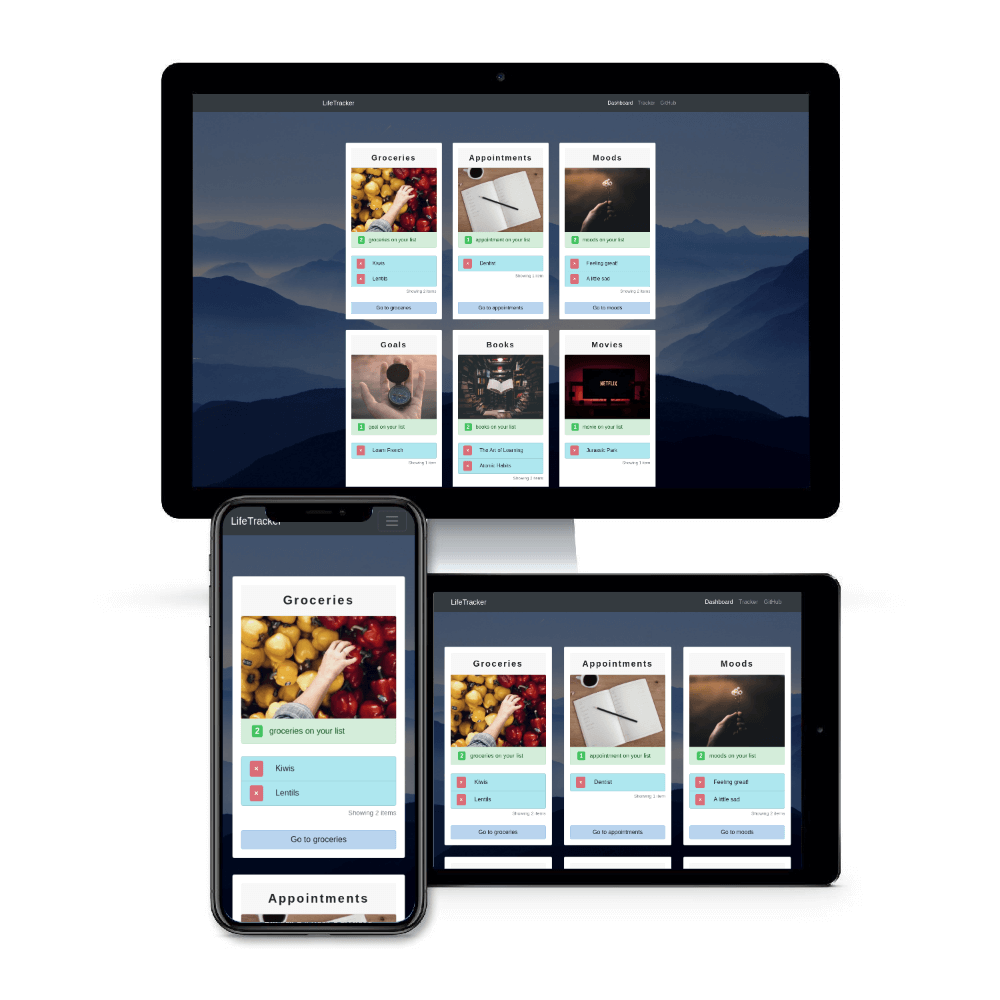 LifeTracker
Dashboard Tracker GitHub
Groceries
2 groceries on your list
× Kiwis
× Lentils
Showing 2 items
Go to groceries
Appointments
1 appointment on your list
× Dentist
Showing 1 item
Go to appointments
Moods
2 moods on your list
× Feeling great!
× A little sad
Showing 2 items
Go to moods
Goals
1 goal on your list
× Learn French
Showing 1 item
Books
2 books on your list
× The Art of Learning
× Atomic Habits
Showing 2 items
Movies
NETFLIX
1 movie on your list
× Jurassic Park
Showing 1 item
LifeTracker
Groceries
2 groceries on your list
× Kiwis
× Lentils
Showing 2 items
Go to groceries
Appointments
LifeTracker
Dashboard Tracker GitHub
Groceries
2 groceries on your list
× Kiwis
× Lentils
Showing 2 items
Go to groceries
Appointments
1 appointment on your list
× Dentist
Showing 1 item
Go to appointments
Moods
2 moods on your list
× Feeling great!
× A little sad
Showing 2 items
Go to moods